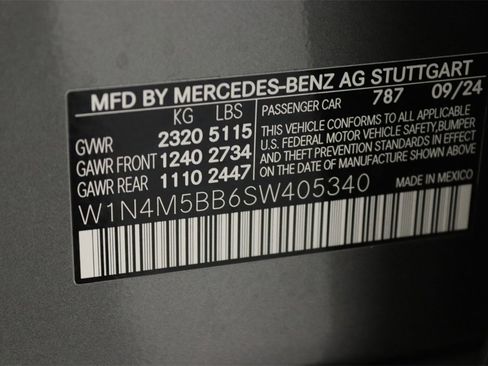 MFD BY MERCEDES-BENZ AG STUTTGART
KG LBS PASSENGER CAR 787 09/24
GVWR 2320 5115
GAWR FRONT 1240 2734
GAWR REAR 1110 2447
THIS VEHICLE CONFORMS TO ALL APPLICABLE
U.S. FEDERAL MOTOR VEHICLE SAFETY,BUMPER
AND THEFT PREVENTION STANDARDS IN EFFECT
ON THE DATE OF MANUFACTURE SHOWN ABOVE.
W1N4M5BB6SW405340 MADE IN MEXICO